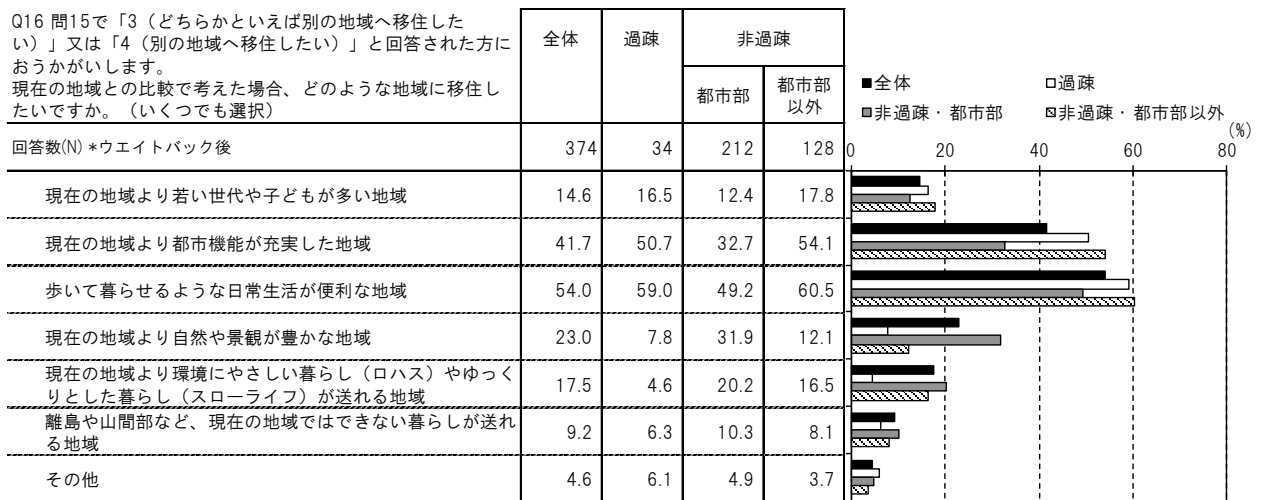 Q16 問15で「3（どちらかといえば別の地域へ移住した
い）」又は「4（別の地域へ移住したい）」と回答された方に
おうかがいします。
現在の地域との比較で考えた場合、どのような地域に移住し
たいですか。（いくつでも選択）
全体 過疎 非過疎
都市部 都市部
以外
■全体 □過疎
■非過疎・都市部 非過疎・都市部以外
(%)
回答数(N) *ウエイトバック後 374 34 212 128 0 20 40 60 80
現在の地域より若い世代や子どもが多い地域 14.6 16.5 12.4 17.8
現在の地域より都市機能が充実した地域 41.7 50.7 32.7 54.1
歩いて暮らせるような日常生活が便利な地域 54.0 59.0 49.2 60.5
現在の地域より自然や景観が豊かな地域 23.0 7.8 31.9 12.1
現在の地域より環境にやさしい暮らし（ロハス）やゆっく
りとした暮らし（スローライフ）が送れる地域 17.5 4.6 20.2 16.5
離島や山間部など、現在の地域ではできない暮らしが送れ
る地域 9.2 6.3 10.3 8.1
その他 4.6 6.1 4.9 3.7